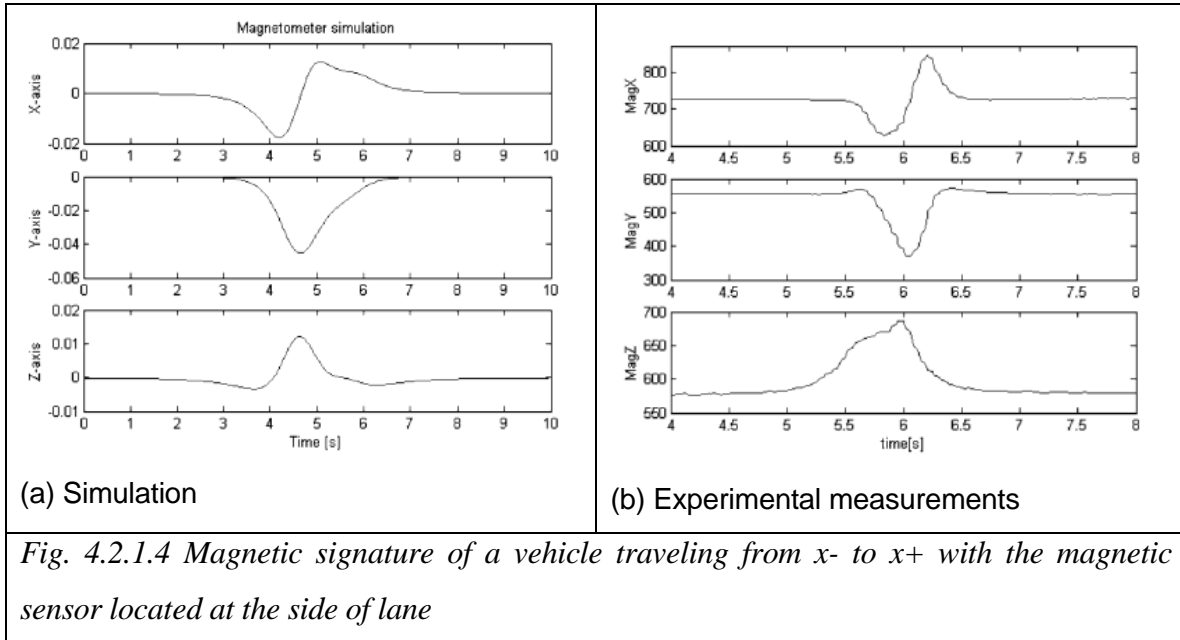 Magnetometer simulation
0.02
0
-0.02
X-axis
0 1 2 3 4 5 6 7 8 9 10
0
-0.02
-0.04
-0.06
Y-axis
0 1 2 3 4 5 6 7 8 9 10
0.02
0.01
0
-0.01
Z-axis
0 1 2 3 4 5 6 7 8 9 10
Time [s]
(a) Simulation
800
700
600
MagX
4 4.5 5 5.5 6 6.5 7 7.5 8
600
500
400
300
MagY
4 4.5 5 5.5 6 6.5 7 7.5 8
700
650
600
550
MagZ
4 4.5 5 5.5 6 6.5 7 7.5 8
time[s]
(b) Experimental measurements
Fig. 4.2.1.4 Magnetic signature of a vehicle traveling from x- to x+ with the magnetic
sensor located at the side of lane